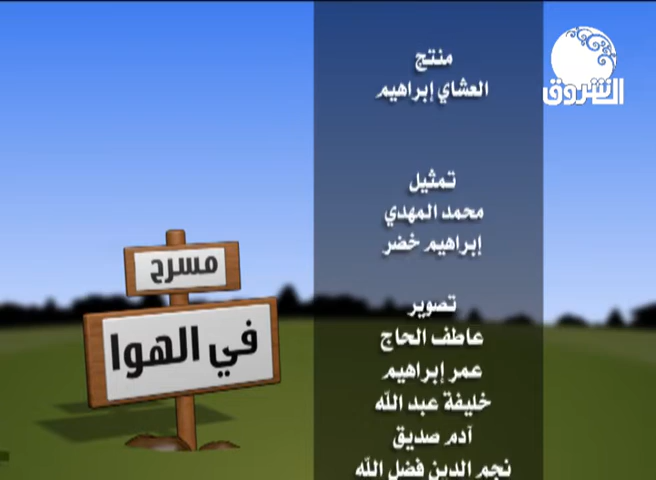 الشروق
منتج
العشاي إبراهيم
تمثيل
محمد المهدي
إبراهيم خضر
تصوير
عاطف الحاج
عمر إبراهيم
خليفة عبد الله
آدم صديق
نجم الدين فضل الله
مسرح
في الهوا